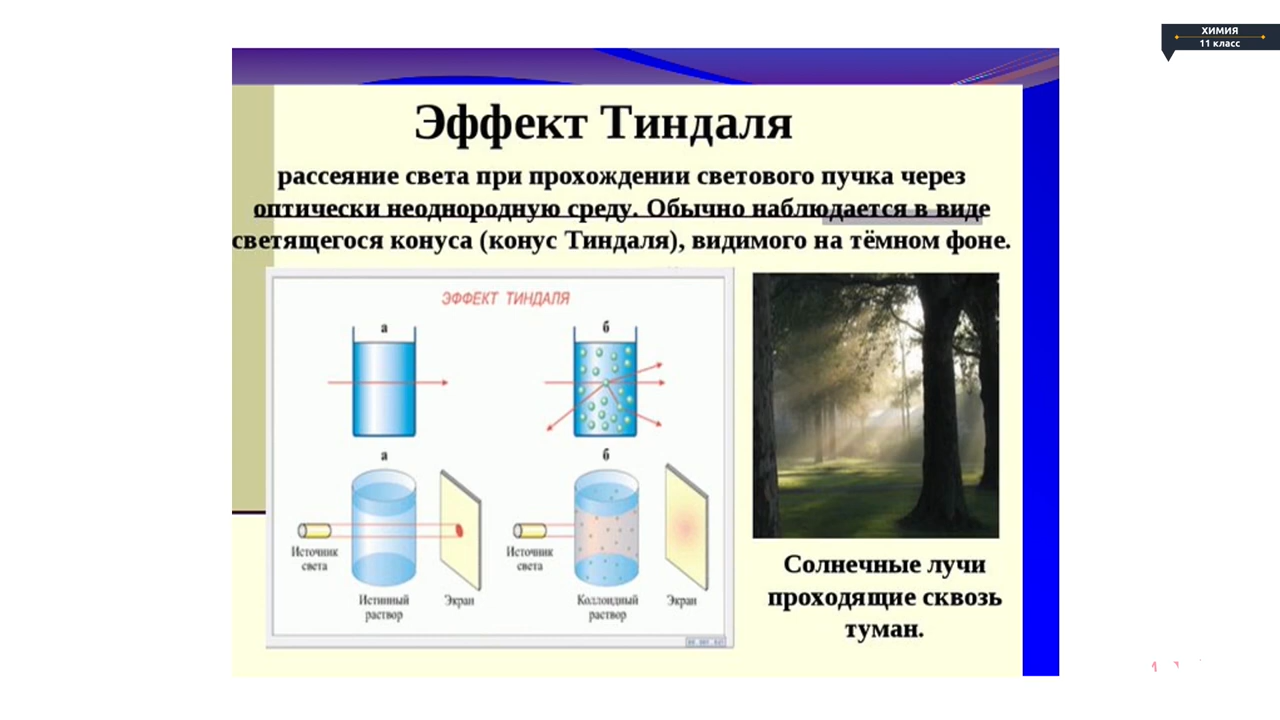 ХИМИЯ
11 класс
Эффект Тиндаля
рассеяние света при прохождении светового пучка через
оптически неоднородную среду. Обычно наблюдается в виде
светящегося конуса (конус Тиндаля), видимого на тёмном фоне.
ЭФФЕКТ ТИНДАЛЯ
а
б
а
б
Источник
света
Истинный
раствор
Экран
Источник
света
Коллоидный
раствор
Экран
Солнечные лучи
проходящие сквозь
туман.